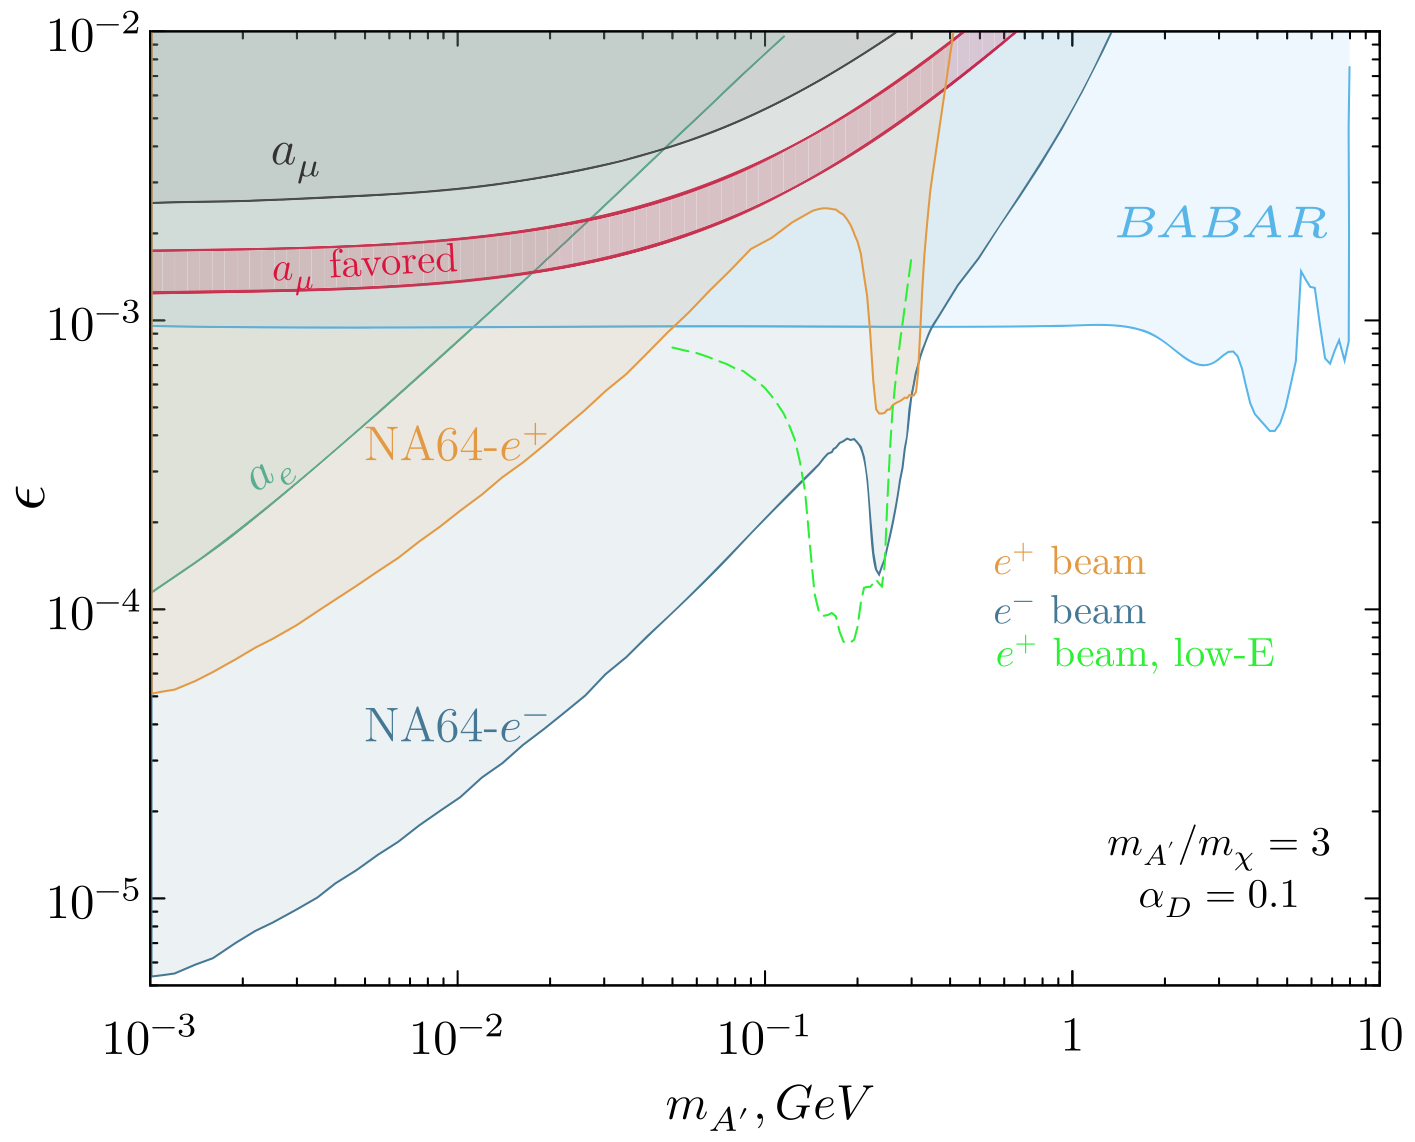 10⁻²
a_μ
BABAR
a_μ favored
10⁻³
NA64-e⁺
a_e
ϵ
e⁺ beam
e⁻ beam
10⁻⁴
e⁺ beam, low-E
NA64-e⁻
m_A′/m_χ = 3
10⁻⁵
α_D = 0.1
10⁻³ 10⁻² 10⁻¹ 1 10
m_A′, GeV